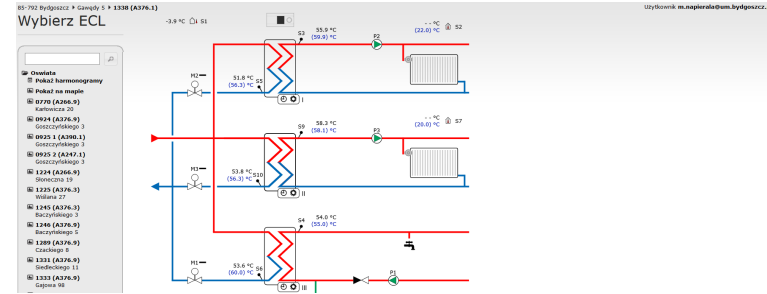 85-792 Bydgoszcz ▸ Gawędy 5 ▸ 1338 (A376.1)
Użytkownik m.napierala@um.bydgoszcz.
Wybierz ECL
Oswiata
Pokaż harmonogramy
Pokaż na mapie
0770 (A266.9)
Karłowicza 20
0924 (A376.9)
Goszczyńskiego 3
0925 1 (A390.1)
Goszczyńskiego 3
0925 2 (A247.1)
Goszczyńskiego 3
1224 (A266.9)
Słoneczna 19
1225 (A376.3)
Wiślana 27
1245 (A376.3)
Baczyńskiego 3
1246 (A376.9)
Baczyńskiego 5
1289 (A376.9)
Czackiego 8
1331 (A376.9)
Siedleckiego 11
1333 (A376.9)
Gajowa 98
-3.9 °C S1
S3
55.9 °C
(59.9) °C
P2
- - °C
(22.0) °C
S2
M2
51.8 °C
(56.3) °C
S5
I
S9
58.3 °C
(58.1) °C
P3
- - °C
(20.0) °C
S7
M3
53.8 °C
(56.3) °C
S10
II
S4
54.0 °C
(55.0) °C
M1
53.6 °C
(60.0) °C
S6
P1
III